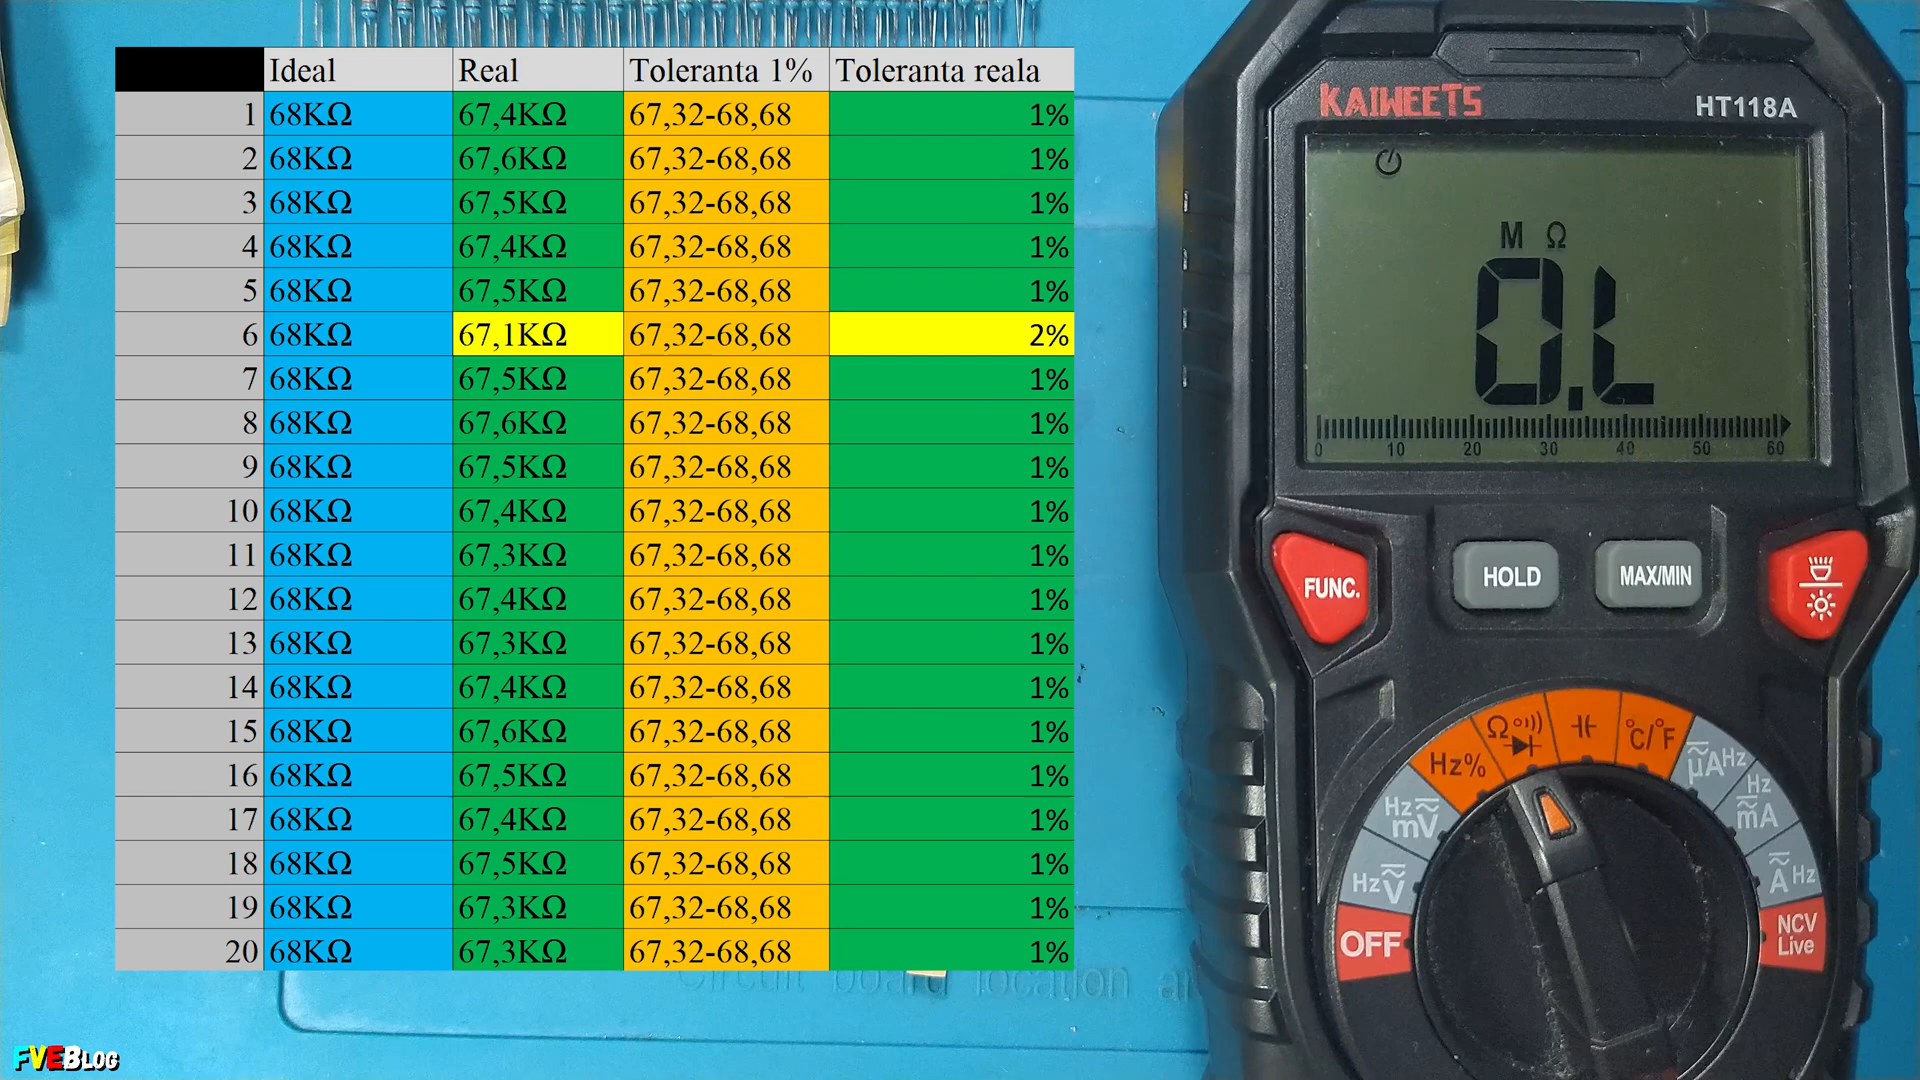 Ideal Real Toleranta 1% Toleranta reala
1 68KΩ 67,4KΩ 67,32-68,68 1%
2 68KΩ 67,6KΩ 67,32-68,68 1%
3 68KΩ 67,5KΩ 67,32-68,68 1%
4 68KΩ 67,4KΩ 67,32-68,68 1%
5 68KΩ 67,5KΩ 67,32-68,68 1%
6 68KΩ 67,1KΩ 67,32-68,68 2%
7 68KΩ 67,5KΩ 67,32-68,68 1%
8 68KΩ 67,6KΩ 67,32-68,68 1%
9 68KΩ 67,5KΩ 67,32-68,68 1%
10 68KΩ 67,4KΩ 67,32-68,68 1%
11 68KΩ 67,3KΩ 67,32-68,68 1%
12 68KΩ 67,4KΩ 67,32-68,68 1%
13 68KΩ 67,3KΩ 67,32-68,68 1%
14 68KΩ 67,4KΩ 67,32-68,68 1%
15 68KΩ 67,6KΩ 67,32-68,68 1%
16 68KΩ 67,5KΩ 67,32-68,68 1%
17 68KΩ 67,4KΩ 67,32-68,68 1%
18 68KΩ 67,5KΩ 67,32-68,68 1%
19 68KΩ 67,3KΩ 67,32-68,68 1%
20 68KΩ 67,3KΩ 67,32-68,68 1%
Circuit board location
FVEBLOG
KAIWEETS HT118A
M Ω
O.L
0 10 20 30 40 50 60
FUNC. HOLD MAX/MIN
Hz%
Ω
°C/°F
Hz mV
µA Hz
Hz mA
Hz V
A Hz
OFF
NCV
Live